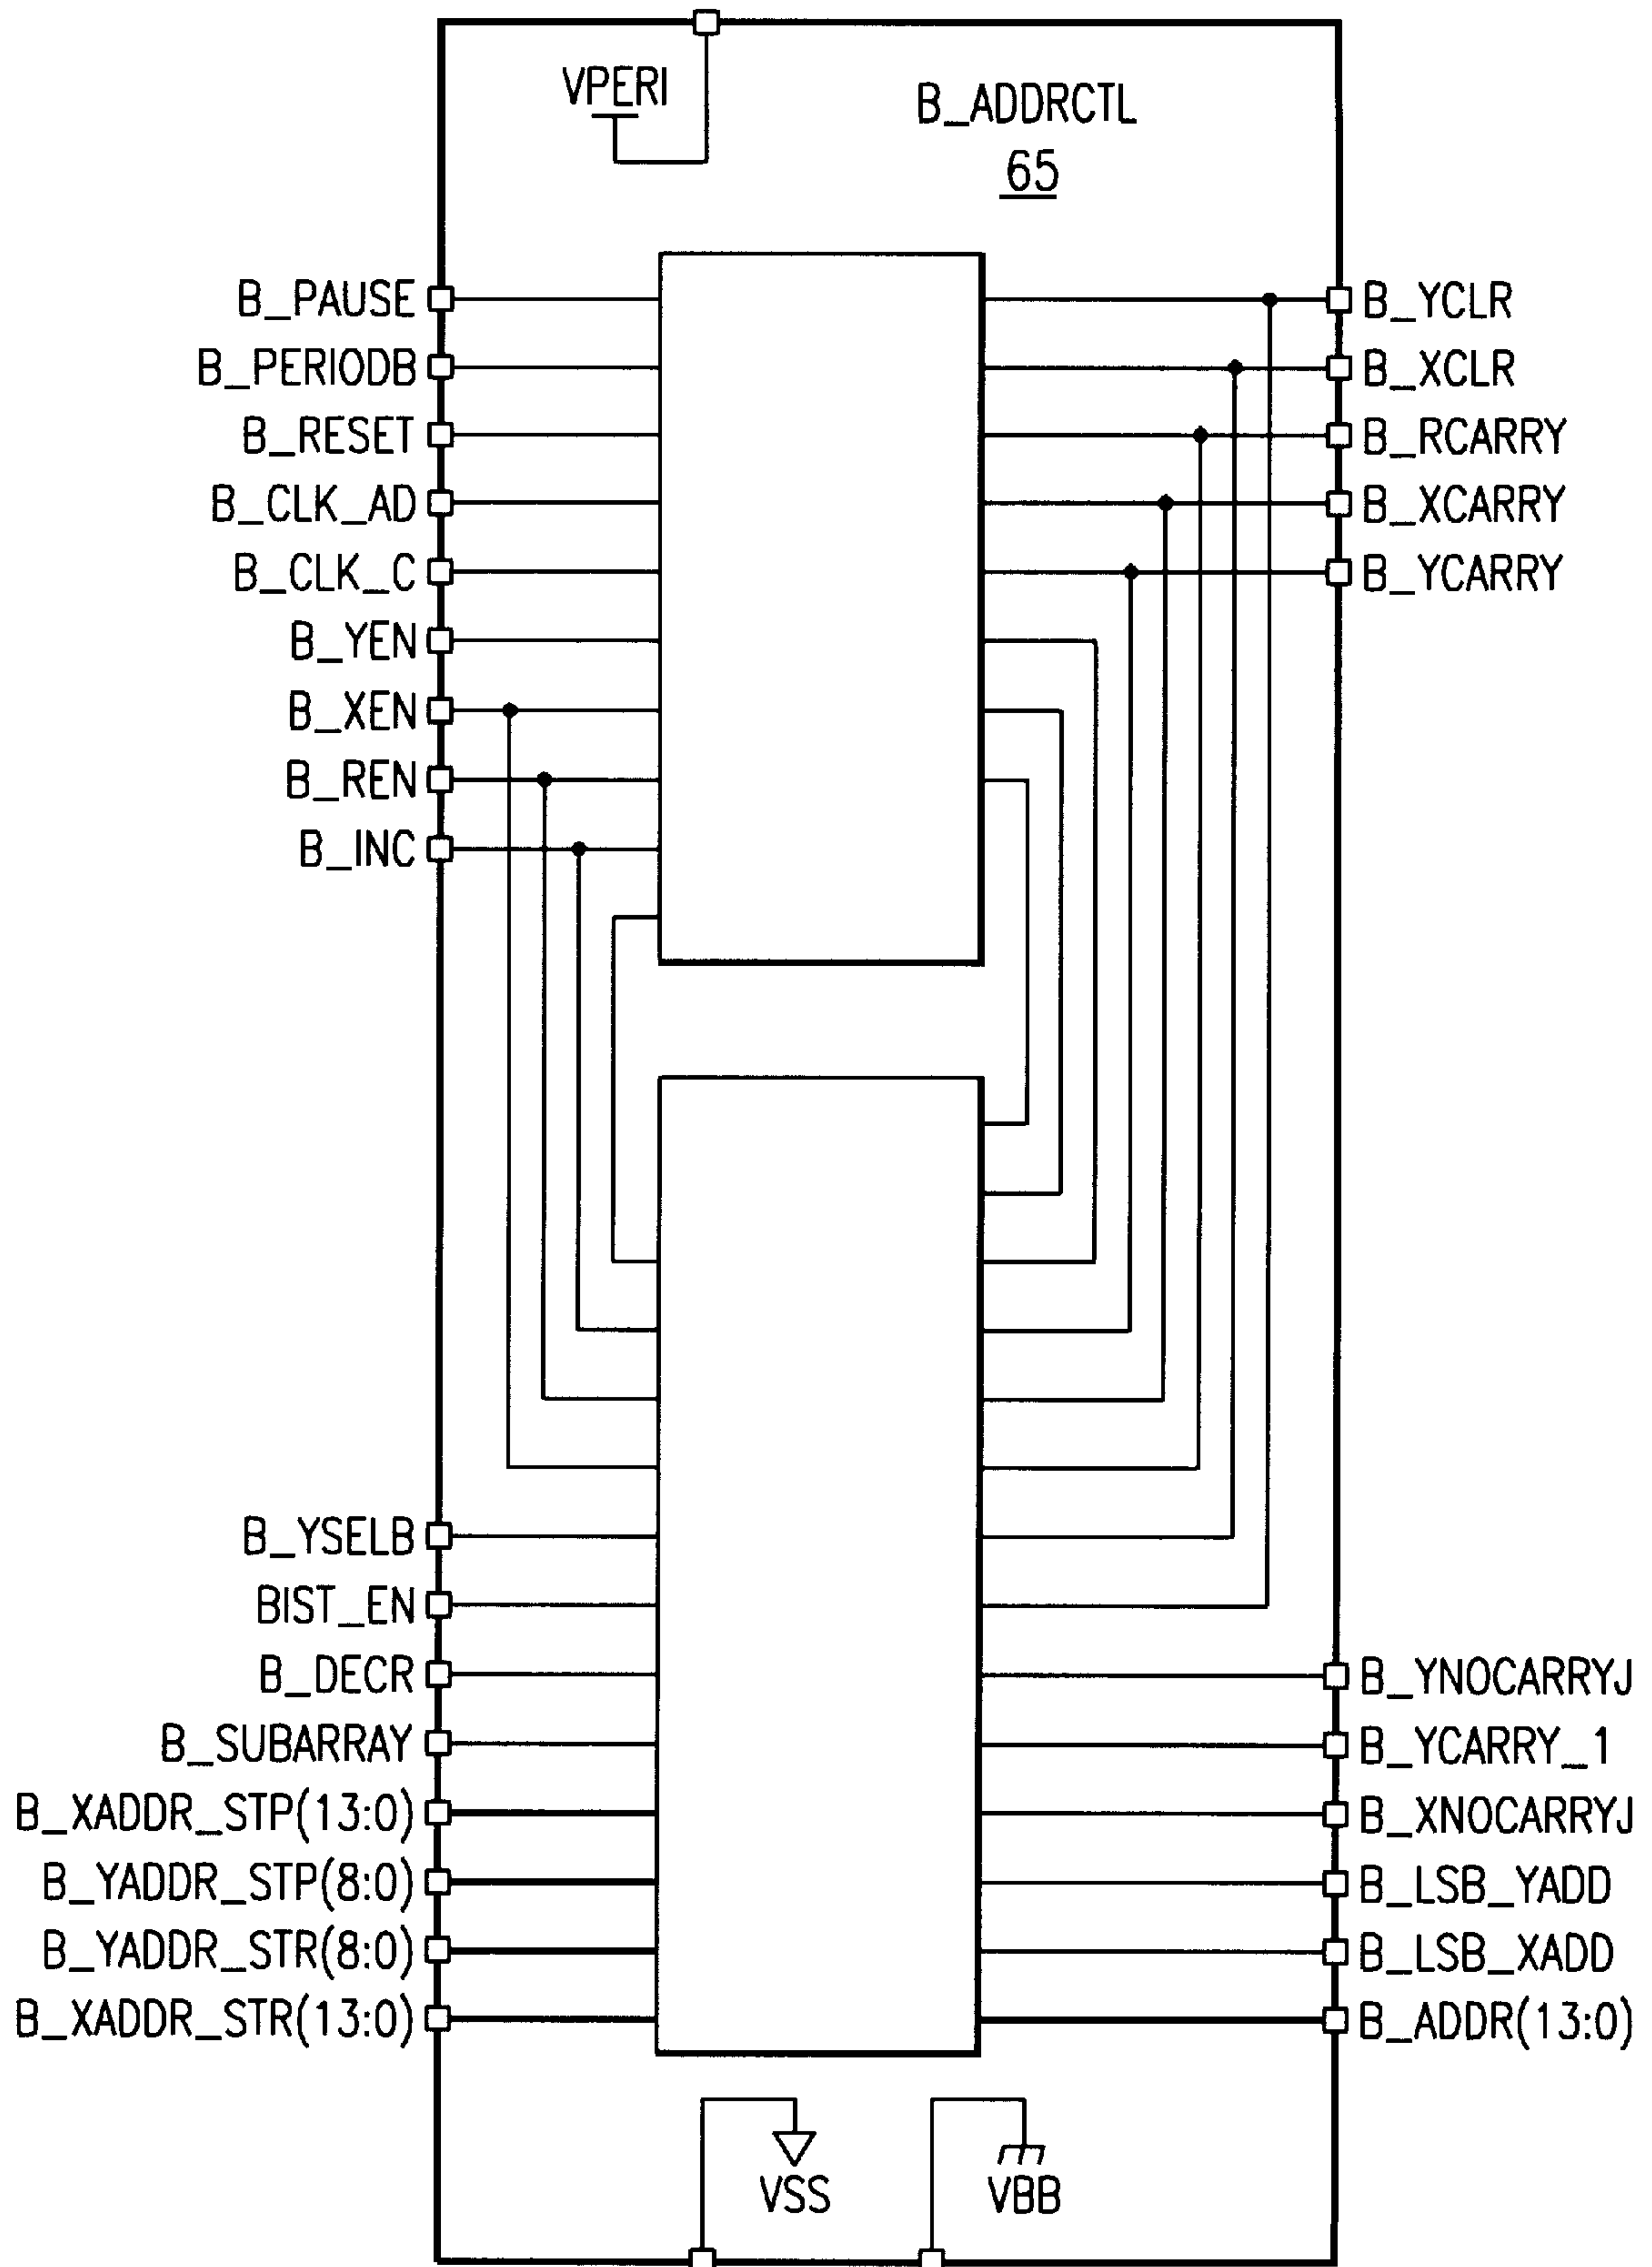 VPERI
B_ADDRCTL
65
B_PAUSE
B_PERIODB
B_RESET
B_CLK_AD
B_CLK_C
B_YEN
B_XEN
B_REN
B_INC
B_YCLR
B_XCLR
B_RCARRY
B_XCARRY
B_YCARRY
B_YSELB
BIST_EN
B_DECR
B_SUBARRAY
B_XADDR_STP(13:0)
B_YADDR_STP(8:0)
B_YADDR_STR(8:0)
B_XADDR_STR(13:0)
B_YNOCARRYJ
B_YCARRY_1
B_XNOCARRYJ
B_LSB_YADD
B_LSB_XADD
B_ADDR(13:0)
VSS
VBB